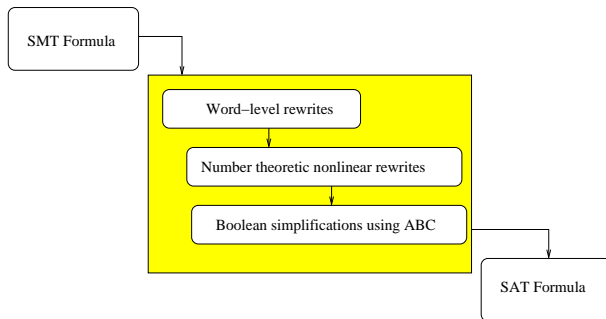 SMT Formula
Word−level rewrites
Number theoretic nonlinear rewrites
Boolean simplifications using ABC
SAT Formula